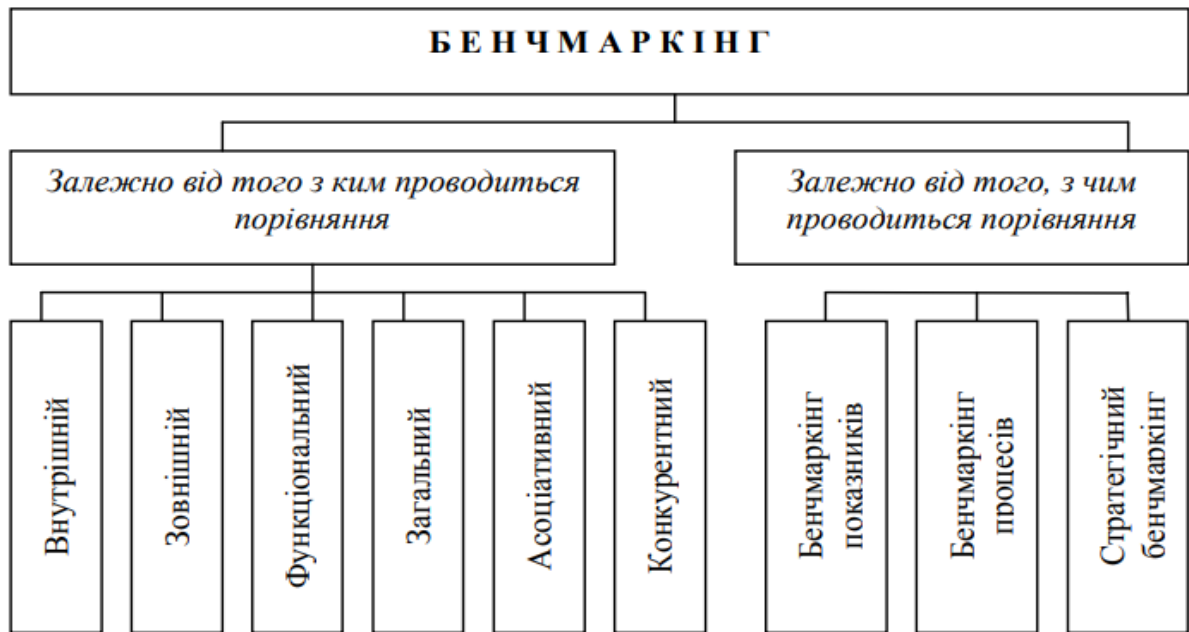 БЕНЧМАРКІНГ
Залежно від того з ким проводиться
порівняння
Залежно від того, з чим
проводиться порівняння
Внутрішній
Зовнішній
Функціональний
Загальний
Асоціативний
Конкурентний
Бенчмаркінг
показників
Бенчмаркінг
процесів
Стратегічний
бенчмаркінг